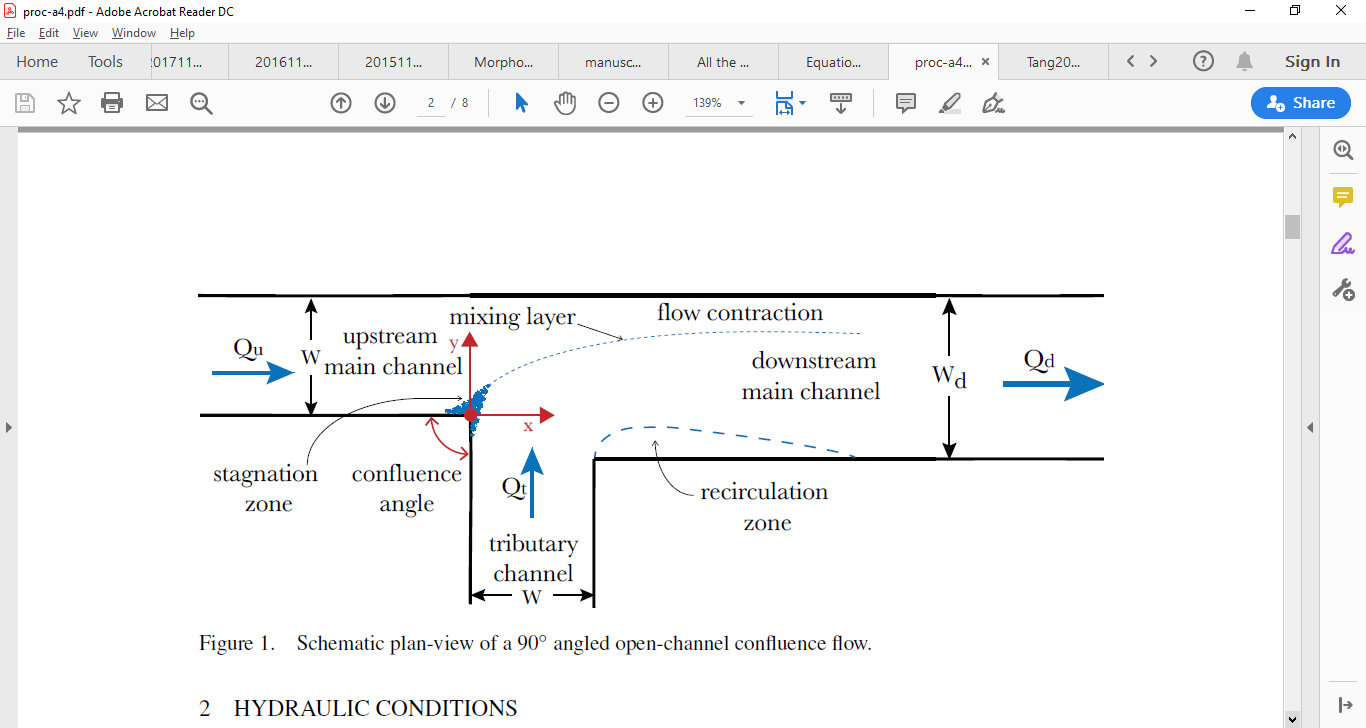 proc-a4.pdf - Adobe Acrobat Reader DC
File Edit View Window Help
Home Tools 201711... 201611... 201511... Morpho... manusc... All the ... Equatio... proc-a4... × Tang20... Sign In
2 / 8 139% Share
mixing layer
flow contraction
upstream
main channel
Qu
W
y
x
downstream
main channel
Wd
Qd
stagnation
zone
confluence
angle
Qt
recirculation
zone
tributary
channel
W
Figure 1. Schematic plan-view of a 90° angled open-channel confluence flow.
2 HYDRAULIC CONDITIONS